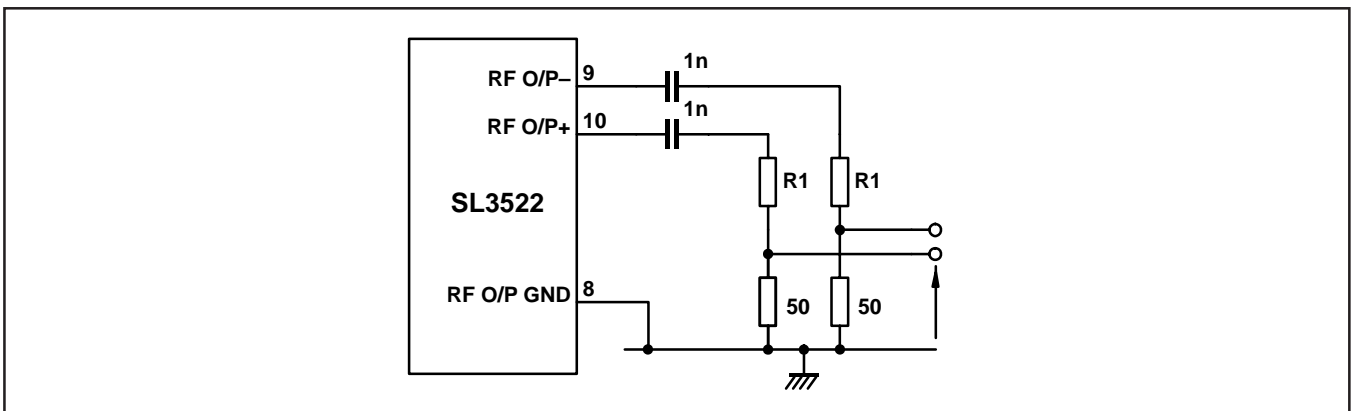 1n
RF O/P– 9
1n
RF O/P+ 10
R1 R1
SL3522
RF O/P GND 8
50 50